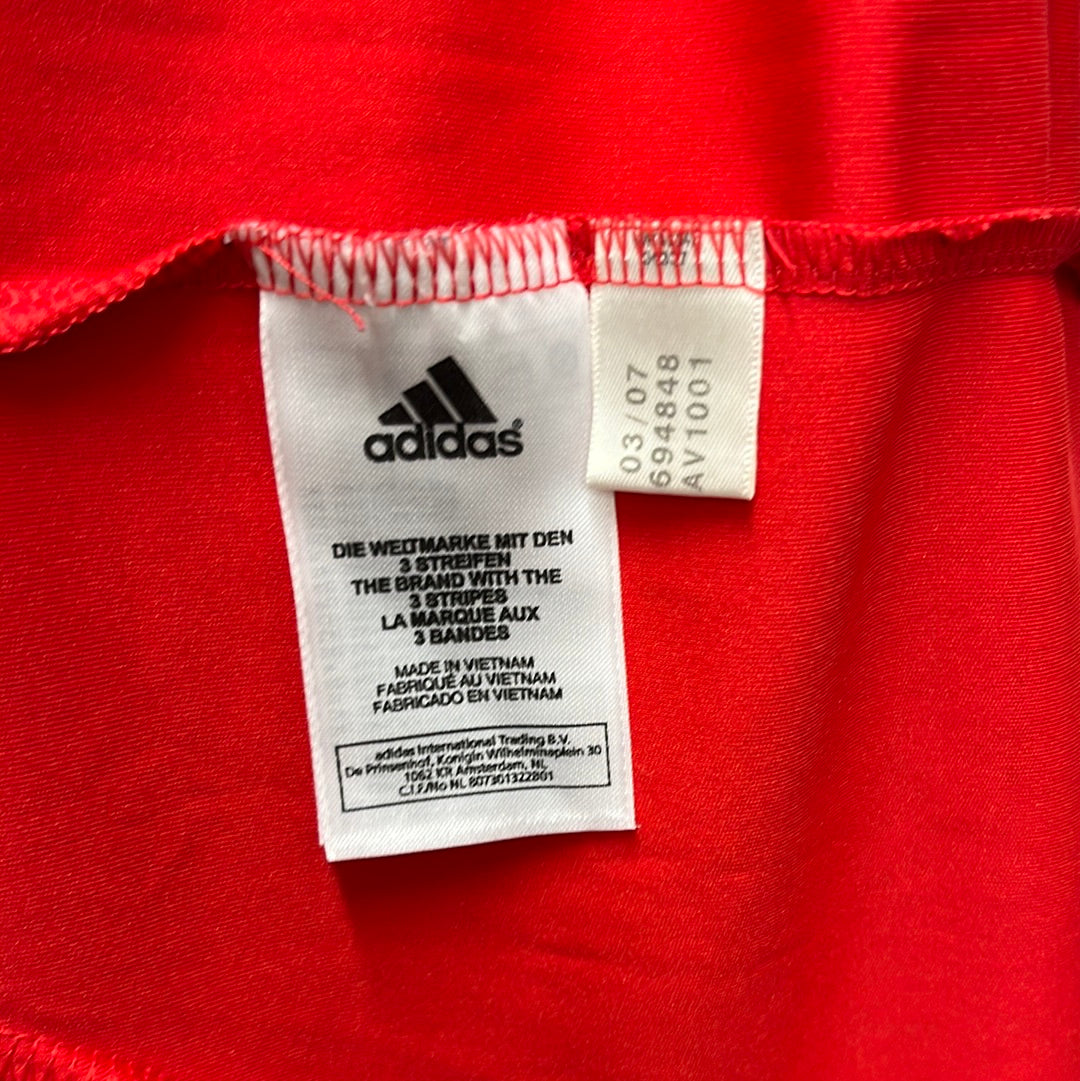 adidas
DIE WELTMARKE MIT DEN
3 STREIFEN
THE BRAND WITH THE
3 STRIPES
LA MARQUE AUX
3 BANDES
MADE IN VIETNAM
FABRIQUÉ AU VIETNAM
FABRICADO EN VIETNAM
adidas International Trading B.V.
De Prinsenhof, Konigin Wilhelminaplein 30
1062 KR Amsterdam, NL
C.I.F./No NL 807301322B01
03/07
694848
AV1001